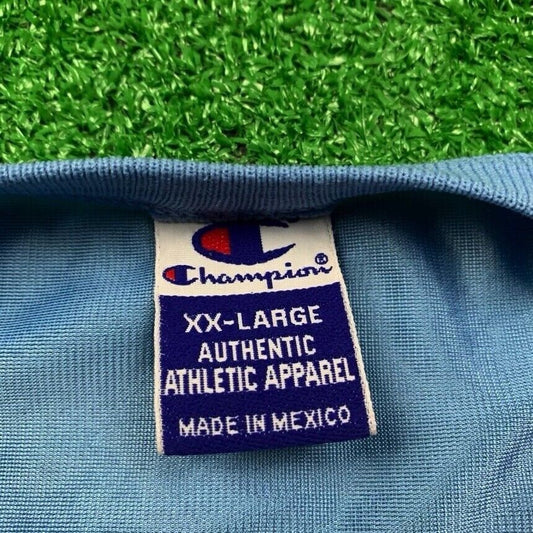 Champion®
XX-LARGE
AUTHENTIC
ATHLETIC APPAREL
MADE IN MEXICO